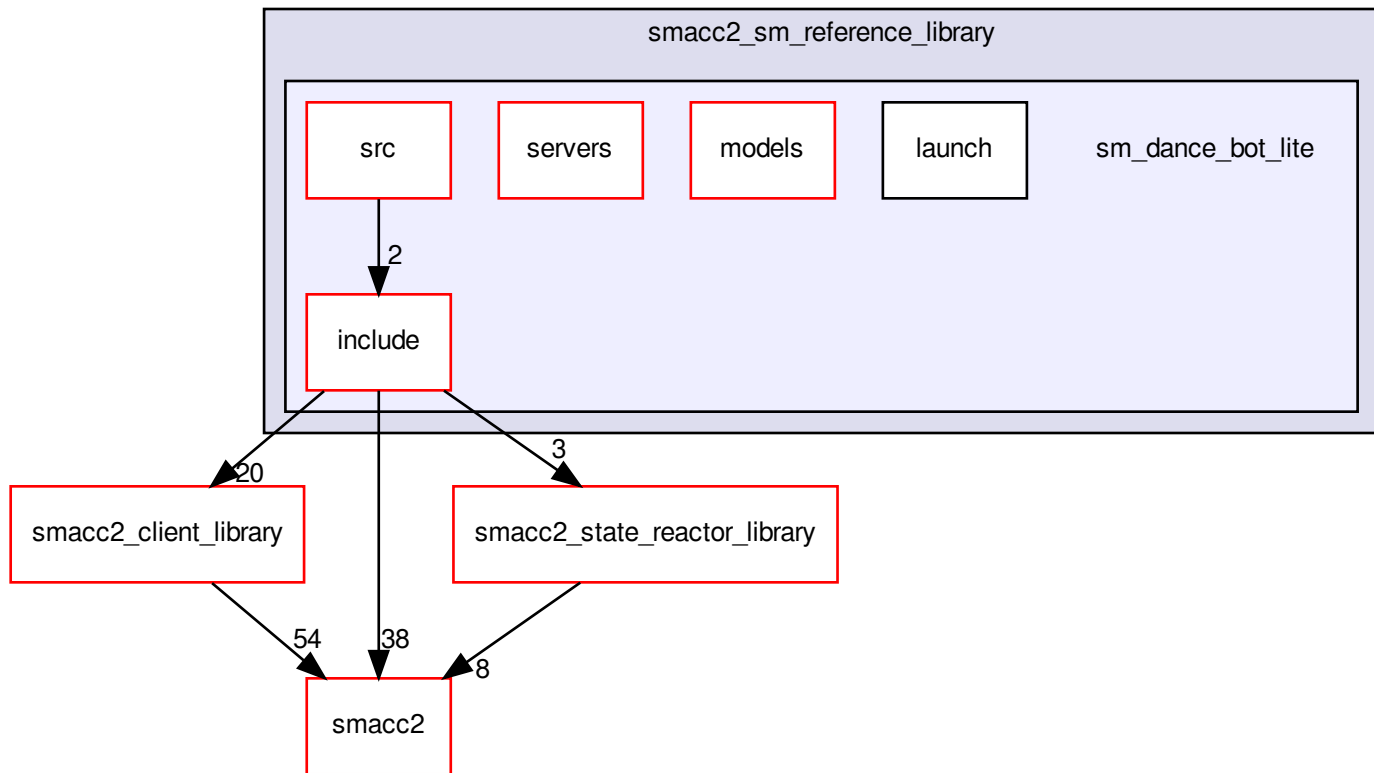 smacc2_sm_reference_library
src
servers
models
launch
sm_dance_bot_lite
2
include
20
3
smacc2_client_library
smacc2_state_reactor_library
54
38
8
smacc2